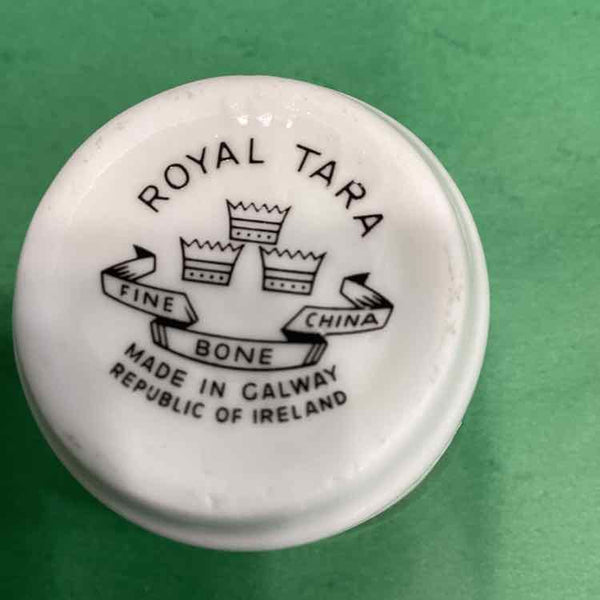 ROYAL TARA
FINE BONE CHINA
MADE IN GALWAY
REPUBLIC OF IRELAND